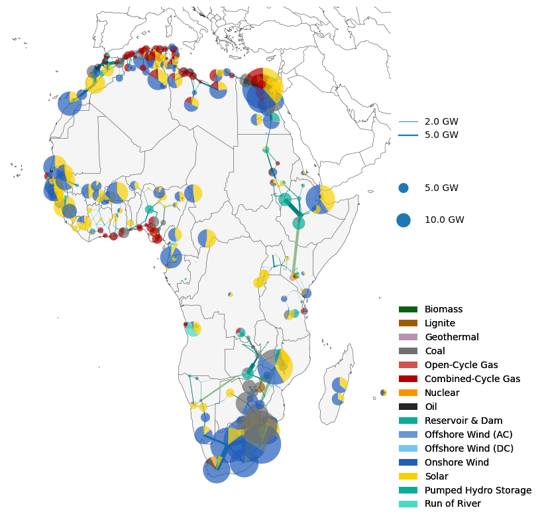 2.0 GW
5.0 GW
5.0 GW
10.0 GW
Biomass
Lignite
Geothermal
Coal
Open-Cycle Gas
Combined-Cycle Gas
Nuclear
Oil
Reservoir & Dam
Offshore Wind (AC)
Offshore Wind (DC)
Onshore Wind
Solar
Pumped Hydro Storage
Run of River